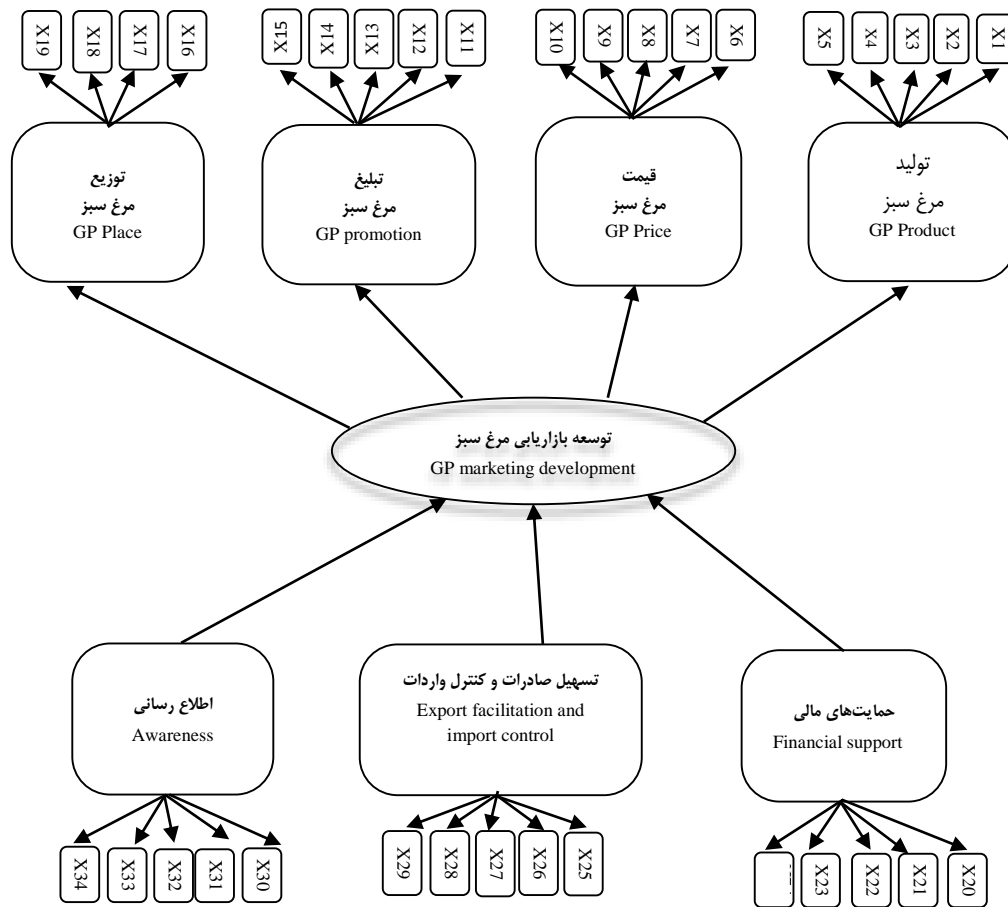 X19
X18
X17
X16
X15
X14
X13
X12
X11
X10
X9
X8
X7
X6
X5
X4
X3
X2
X1
توزیع
مرغ سبز
GP Place
تبلیغ
مرغ سبز
GP promotion
قیمت
مرغ سبز
GP Price
تولید
مرغ سبز
GP Product
توسعه بازاریابی مرغ سبز
GP marketing development
اطلاع رسانی
Awareness
تسهیل صادرات و کنترل واردات
Export facilitation and
import control
حمایت‌های مالی
Financial support
X34
X33
X32
X31
X30
X29
X28
X27
X26
X25
X23
X22
X21
X20